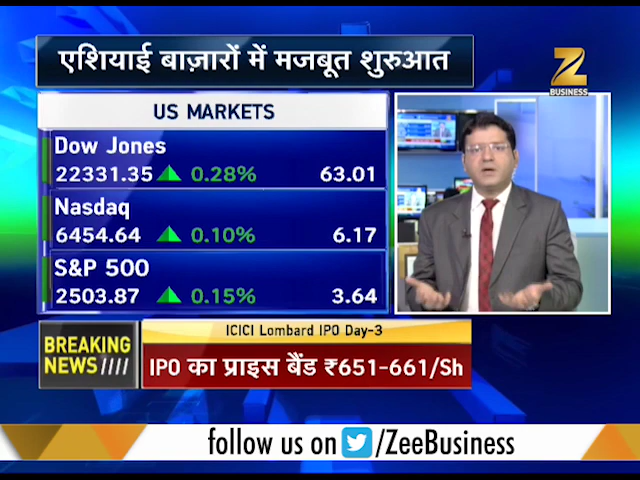 एशियाई बाज़ारों में मजबूत शुरुआत
Z
BUSINESS
US MARKETS
Dow Jones
22331.35 0.28% 63.01
Nasdaq
6454.64 0.10% 6.17
S&P 500
2503.87 0.15% 3.64
BREAKING
NEWS////
ICICI Lombard IPO Day-3
IPO का प्राइस बैंड ₹651-661/Sh
follow us on /ZeeBusiness